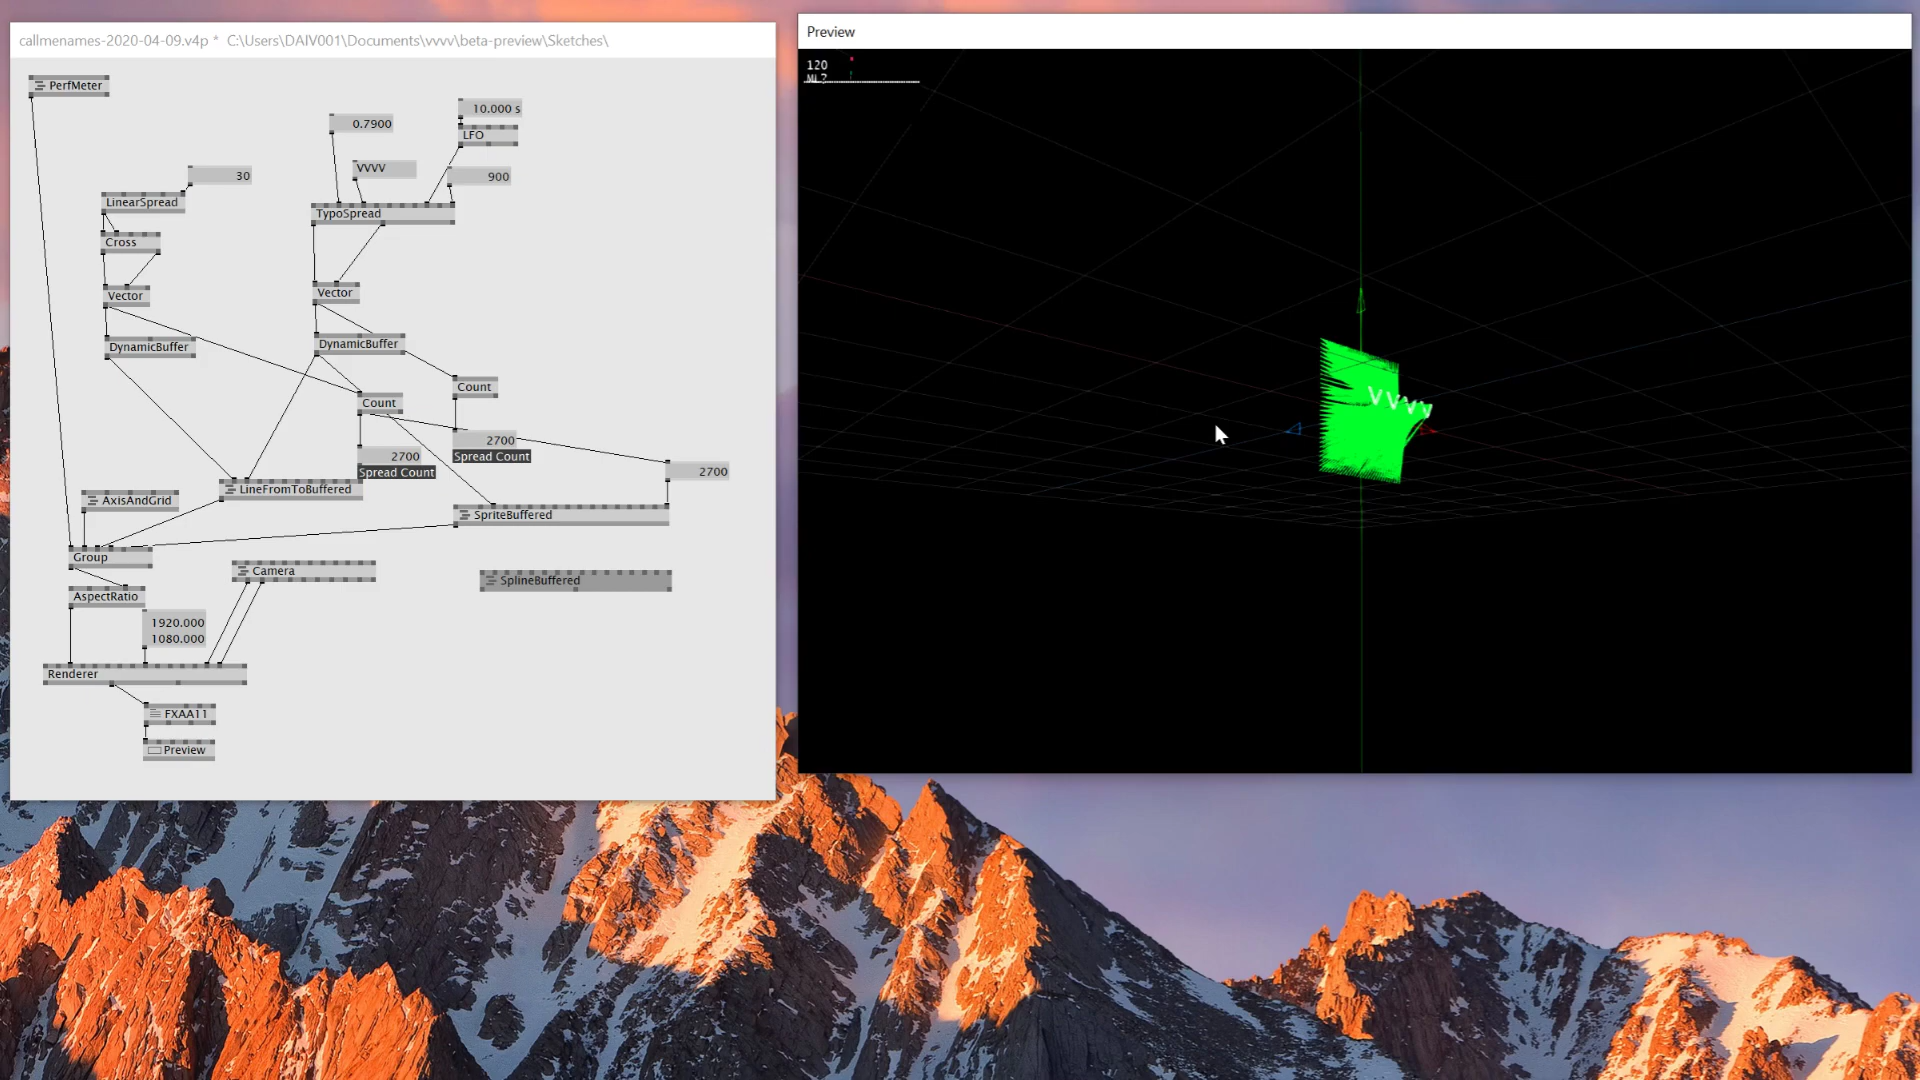 callmenames-2020-04-09.v4p * C:\Users\DAIV001\Documents\vvvv\beta-preview\Sketches\
Preview
120
PerfMeter
10.000 s
0.7900
LFO
VVVV
30
900
LinearSpread
TypoSpread
Cross
Vector
Vector
DynamicBuffer
DynamicBuffer
Count
Count
2700
Spread Count
2700
Spread Count
2700
LineFromToBuffered
AxisAndGrid
SpriteBuffered
Group
Camera
SplineBuffered
AspectRatio
1920.000
1080.000
Renderer
FXAA11
Preview
VVVV